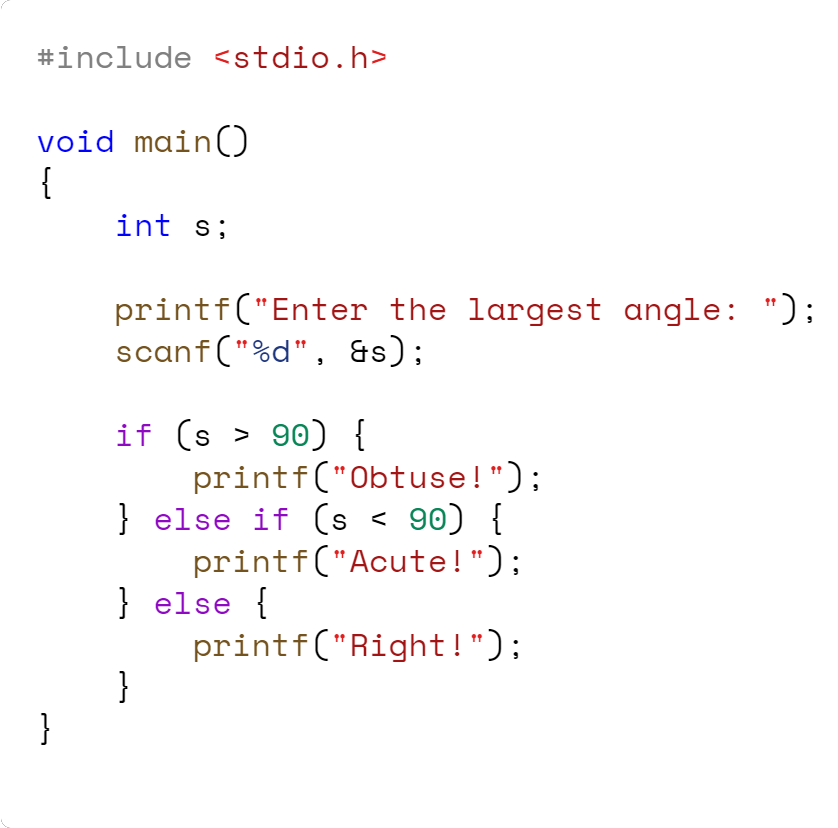 #include <stdio.h>
void main()
{
    int s;
    printf("Enter the largest angle: ");
    scanf("%d", &s);
    if (s > 90) {
        printf("Obtuse!");
    } else if (s < 90) {
        printf("Acute!");
    } else {
        printf("Right!");
    }
}